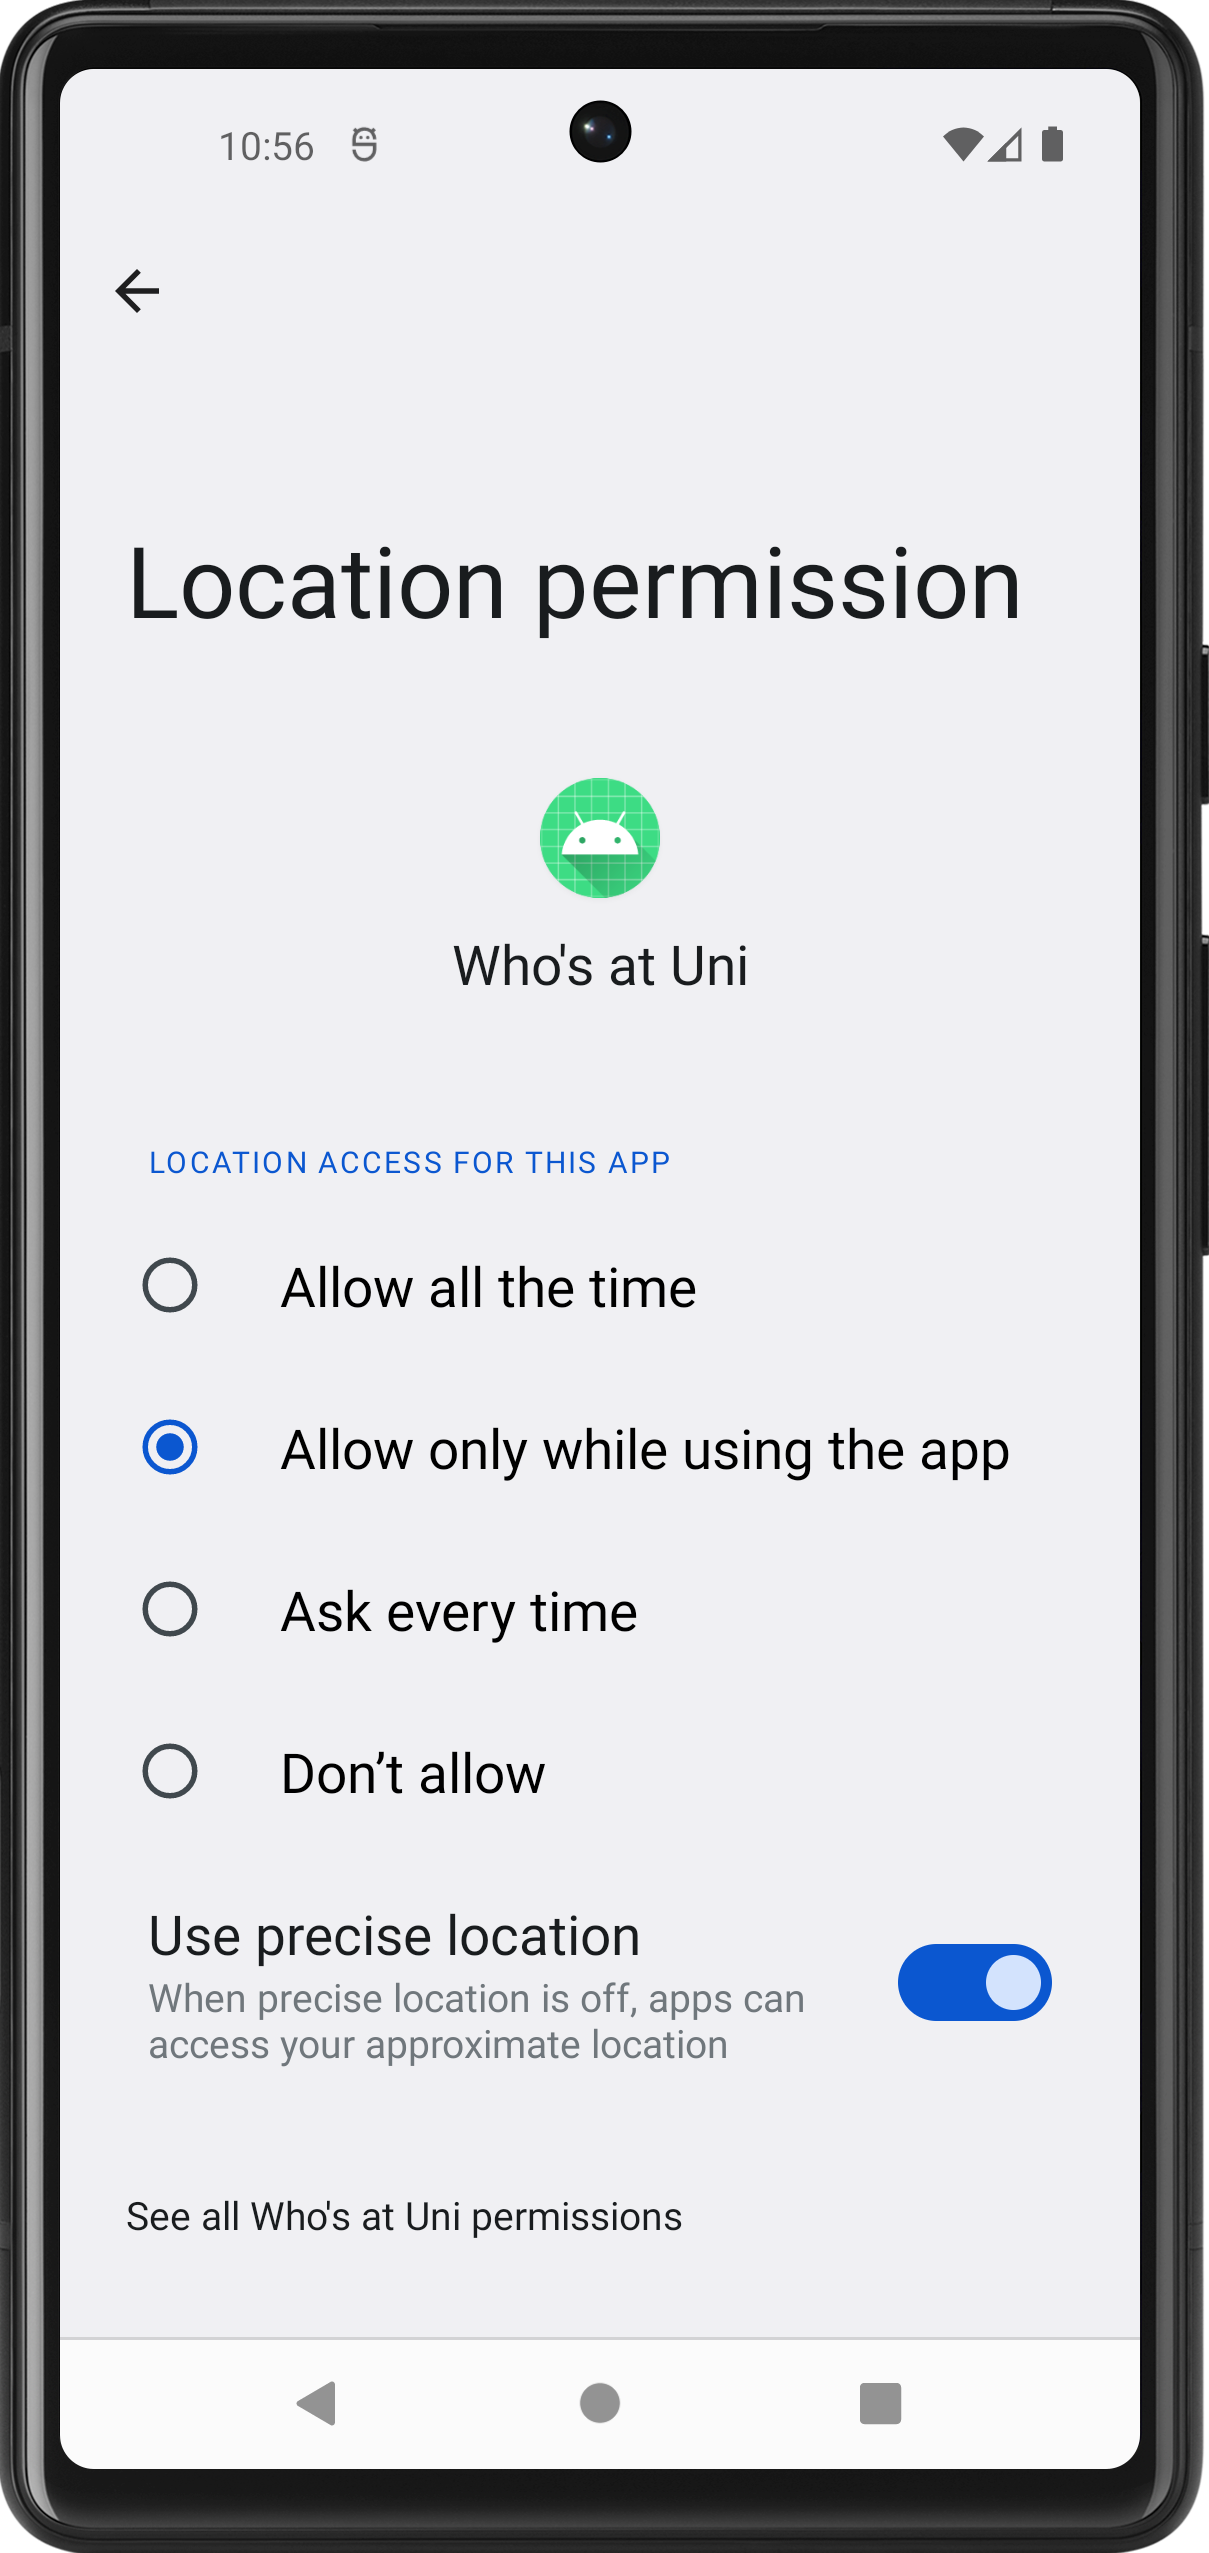 10:56
Location permission
Who's at Uni
LOCATION ACCESS FOR THIS APP
Allow all the time
Allow only while using the app
Ask every time
Don’t allow
Use precise location
When precise location is off, apps can
access your approximate location
See all Who's at Uni permissions